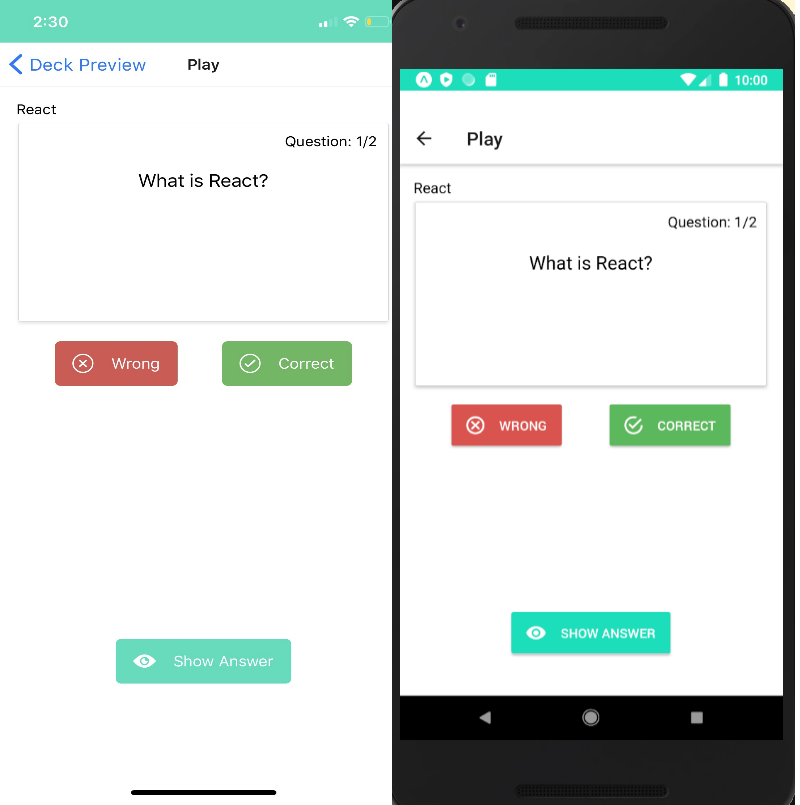 2:30
Deck Preview
Play
React
Question: 1/2
What is React?
Wrong
Correct
Show Answer
10:00
Play
React
Question: 1/2
What is React?
WRONG
CORRECT
SHOW ANSWER